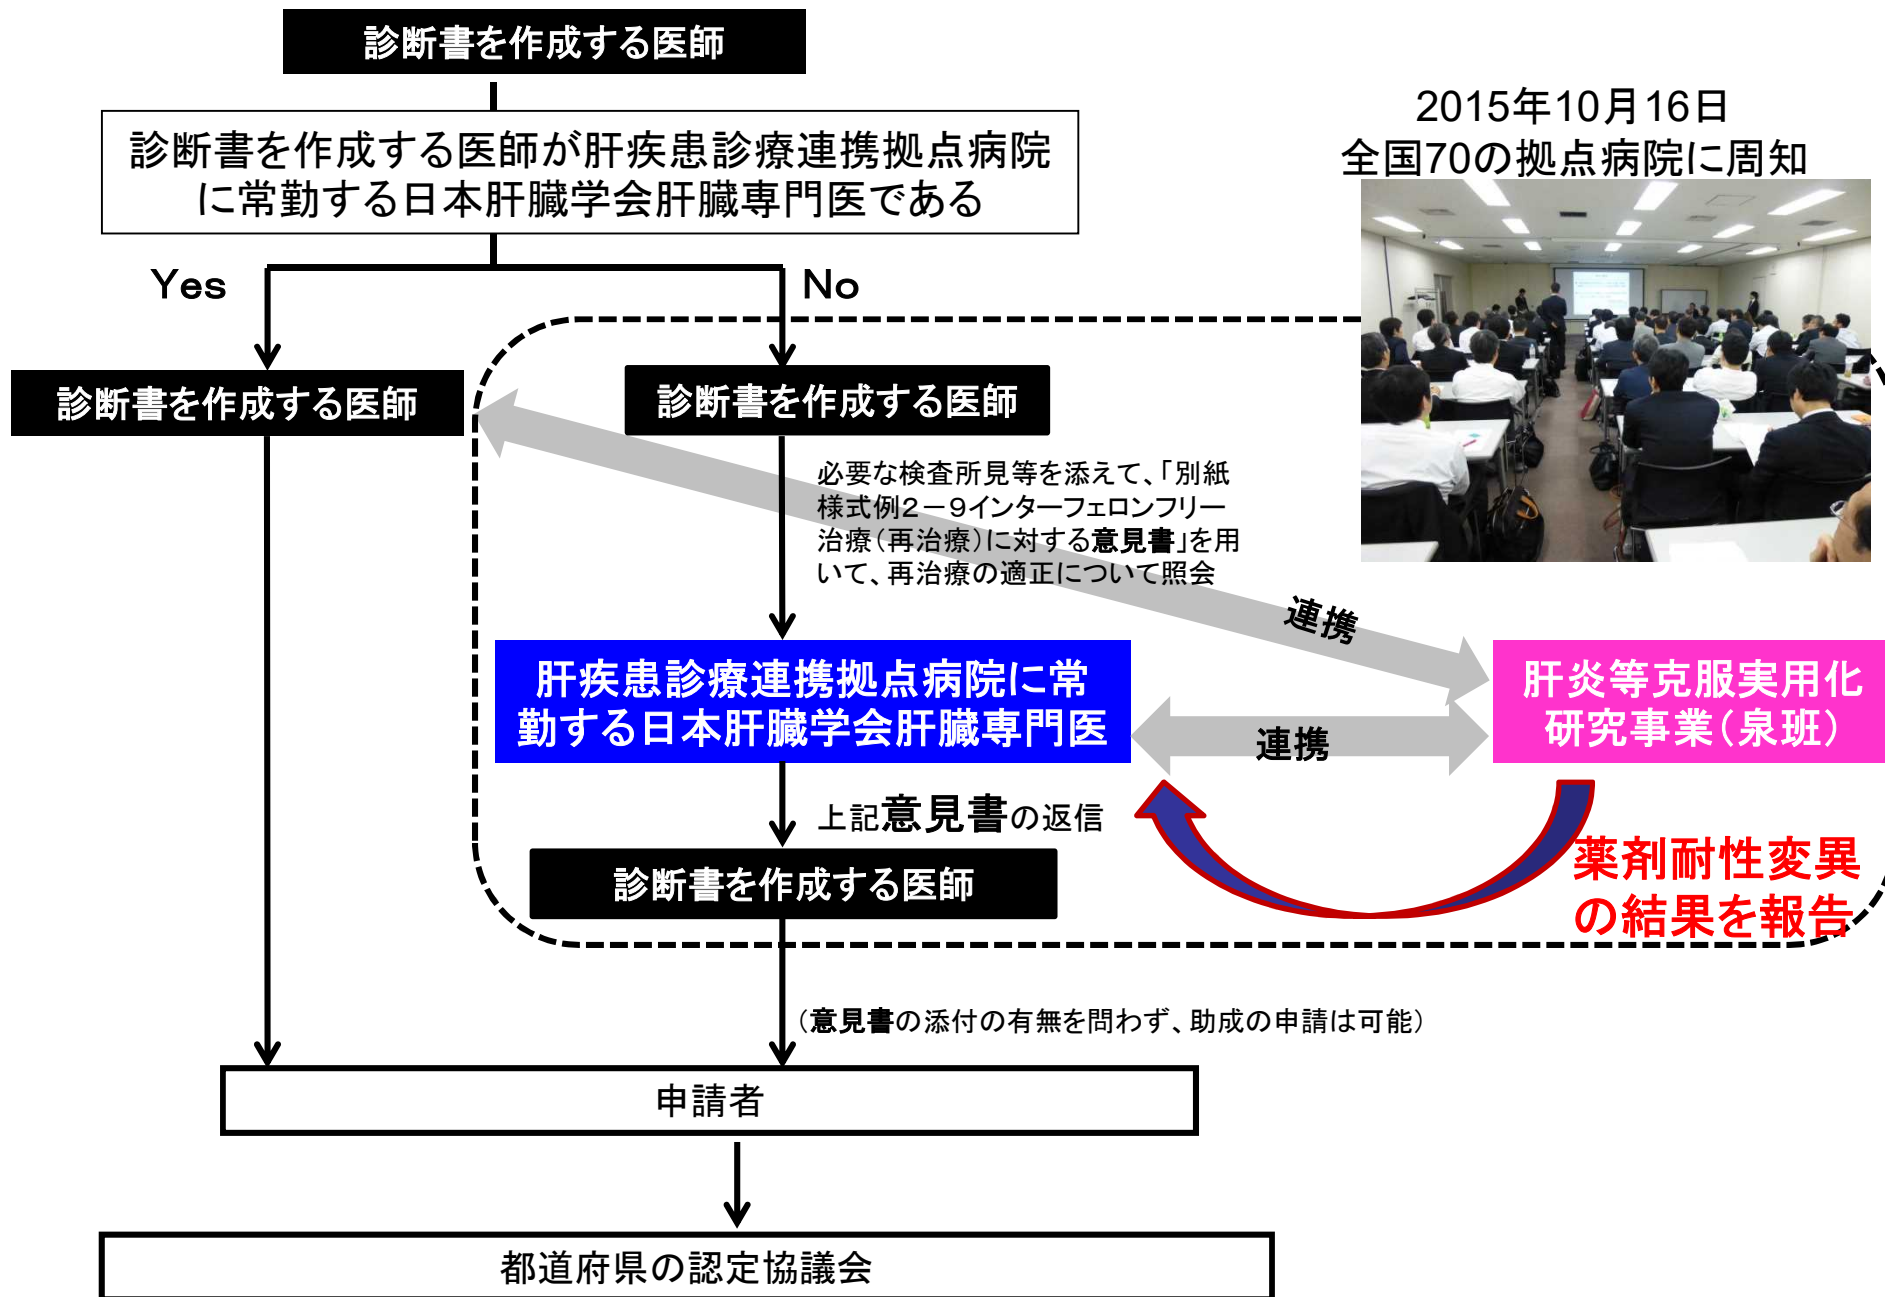 診断書を作成する医師
診断書を作成する医師が肝疾患診療連携拠点病院
に常勤する日本肝臓学会肝臓専門医である
2015年10月16日
全国70の拠点病院に周知
Yes
No
診断書を作成する医師
診断書を作成する医師
必要な検査所見等を添えて、「別紙
様式例2－9インターフェロンフリー
治療（再治療）に対する意見書」を用
いて、再治療の適正について照会
連携
肝疾患診療連携拠点病院に常
勤する日本肝臓学会肝臓専門医
連携
肝炎等克服実用化
研究事業（泉班）
上記意見書の返信
薬剤耐性変異
の結果を報告
診断書を作成する医師
（意見書の添付の有無を問わず、助成の申請は可能）
申請者
都道府県の認定協議会